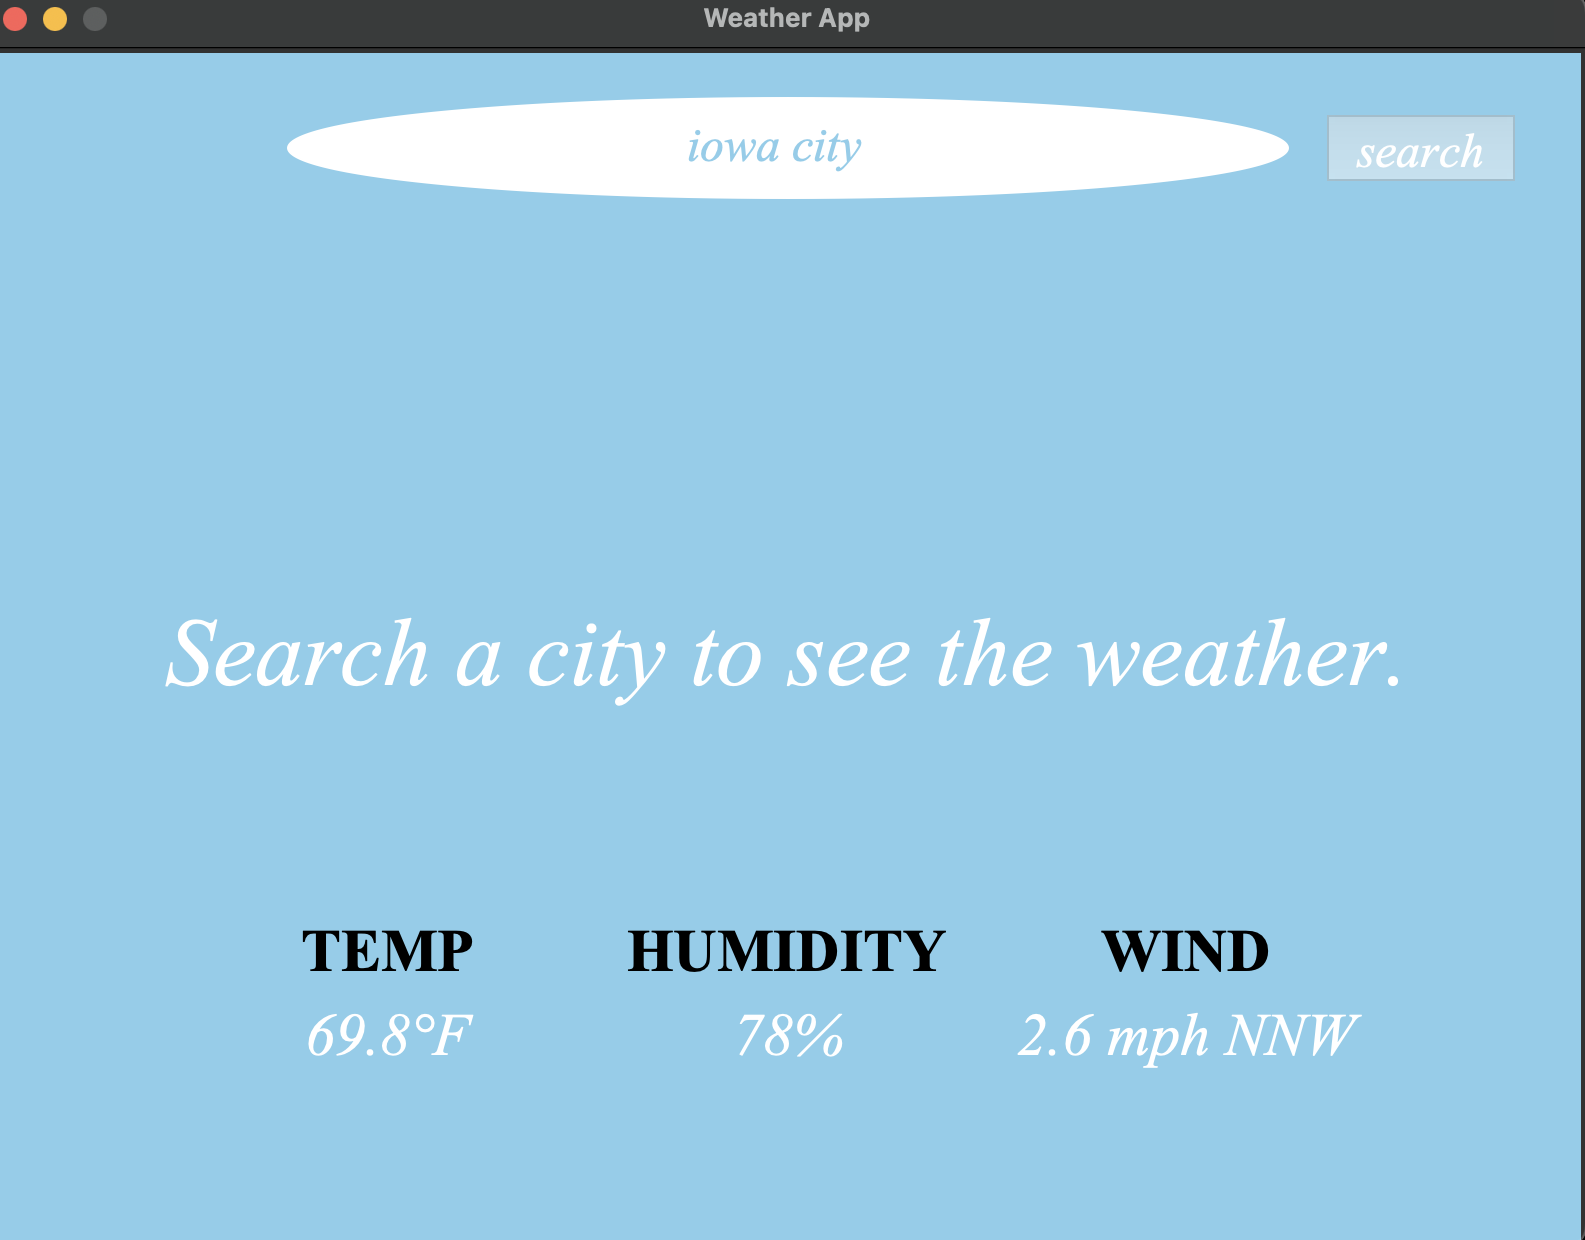 Weather App
iowa city
search
Search a city to see the weather.
TEMP HUMIDITY WIND
69.8°F 78% 2.6 mph NNW